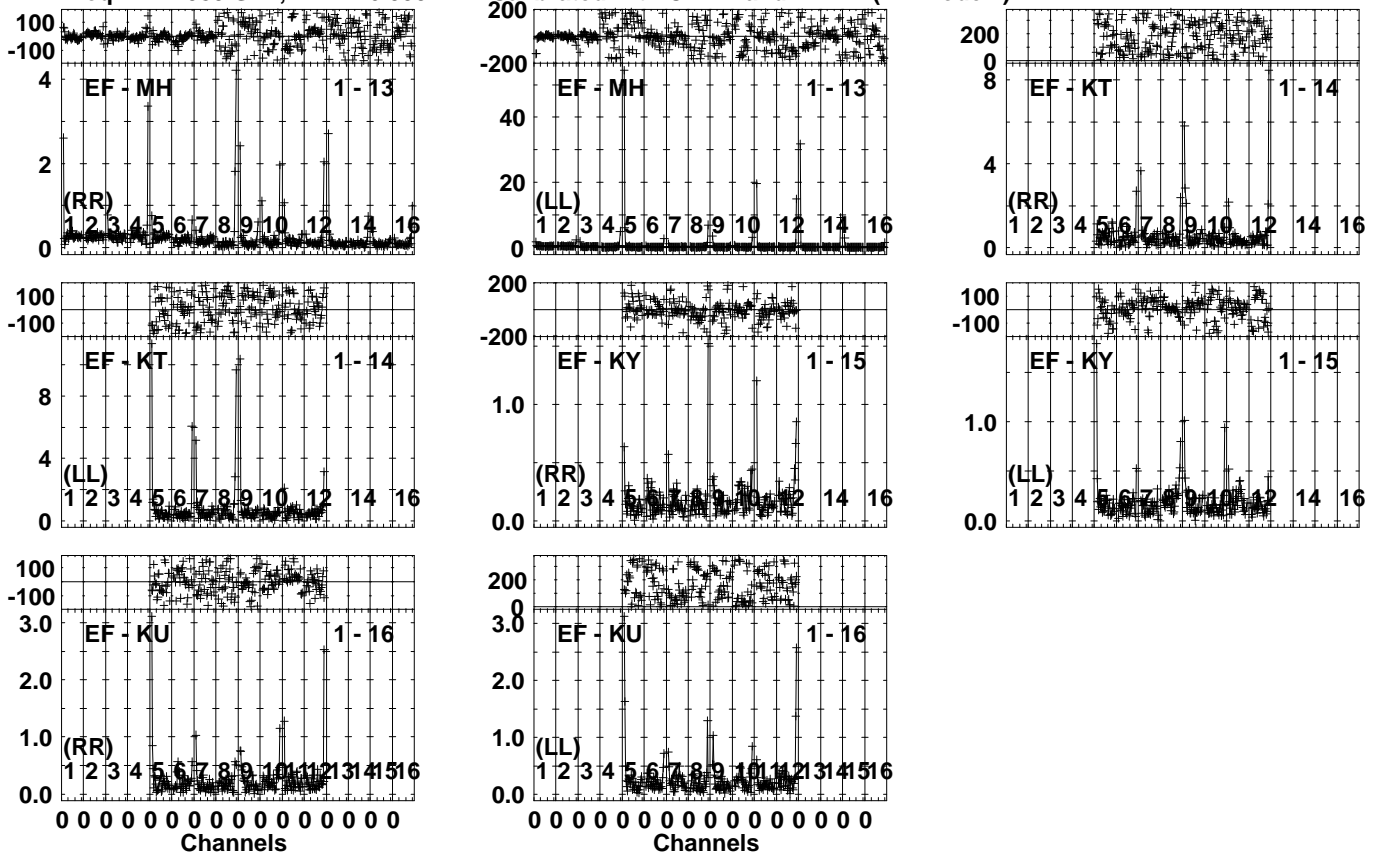 200
100
-100
-200
200
0
EF - MH 1 - 13
EF - MH 1 - 13
EF - KT 1 - 14
4
2
0
40
20
0
8
4
0
(RR)
(LL)
(RR)
1 2 3 4 5 6 7 8 9 10 12 14 16
1 2 3 4 5 6 7 8 9 10 12 14 16
1 2 3 4 5 6 7 8 9 10 12 14 16
100
-100
200
-200
100
-100
EF - KT 1 - 14
EF - KY 1 - 15
EF - KY 1 - 15
8
4
0
1.0
0.0
1.0
0.0
(LL)
(RR)
(LL)
1 2 3 4 5 6 7 8 9 10 12 14 16
1 2 3 4 5 6 7 8 9 10 12 14 16
1 2 3 4 5 6 7 8 9 10 12 14 16
100
-100
200
0
EF - KU 1 - 16
EF - KU 1 - 16
3.0
2.0
1.0
0.0
3.0
2.0
1.0
0.0
(RR)
(LL)
1 2 3 4 5 6 7 8 9 10 11 12 13 14 15 16
1 2 3 4 5 6 7 8 9 10 11 12 13 14 15 16
0 0 0 0 0 0 0 0 0 0 0 0 0 0 0 0
0 0 0 0 0 0 0 0 0 0 0 0 0 0 0 0
Channels
Channels